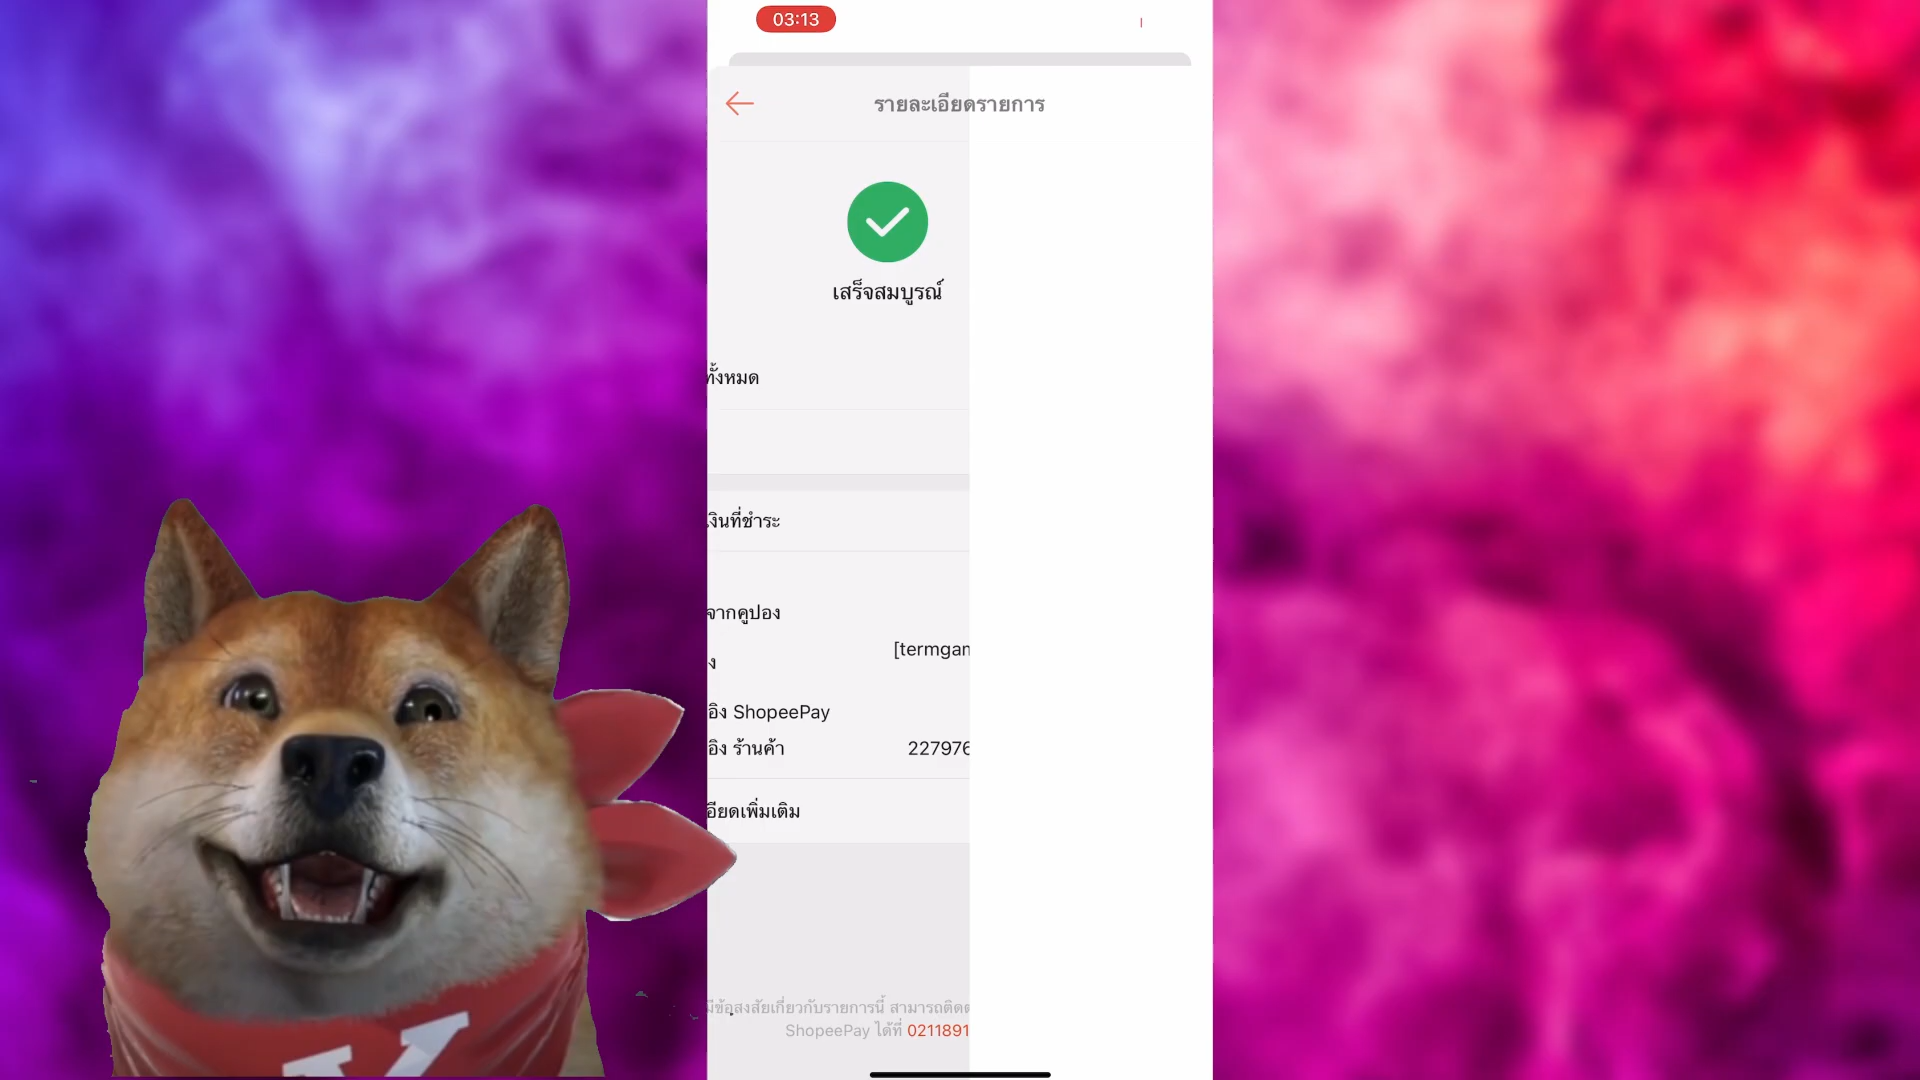 03:13
รายละเอียดรายการ
เสร็จสมบูรณ์
ทั้งหมด
งินที่ชำระ
จากคูปอง
[termgam
ง
อิง ShopeePay
อิง ร้านค้า 227976
อียดเพิ่มเติม
มีข้อสงสัยเกี่ยวกับรายการนี้ สามารถติดต
ShopeePay ได้ที่ 0211891